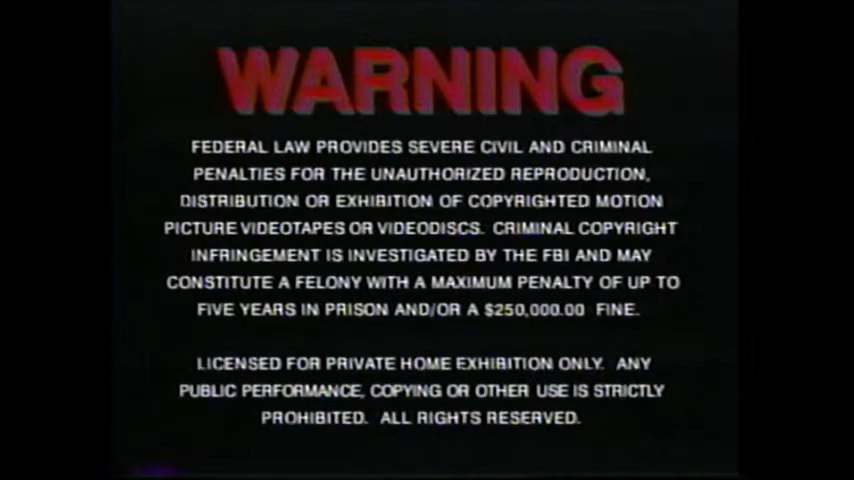 WARNING
FEDERAL LAW PROVIDES SEVERE CIVIL AND CRIMINAL
PENALTIES FOR THE UNAUTHORIZED REPRODUCTION,
DISTRIBUTION OR EXHIBITION OF COPYRIGHTED MOTION
PICTURE VIDEOTAPES OR VIDEODISCS. CRIMINAL COPYRIGHT
INFRINGEMENT IS INVESTIGATED BY THE FBI AND MAY
CONSTITUTE A FELONY WITH A MAXIMUM PENALTY OF UP TO
FIVE YEARS IN PRISON AND/OR A $250,000.00 FINE.
LICENSED FOR PRIVATE HOME EXHIBITION ONLY. ANY
PUBLIC PERFORMANCE, COPYING OR OTHER USE IS STRICTLY
PROHIBITED. ALL RIGHTS RESERVED.